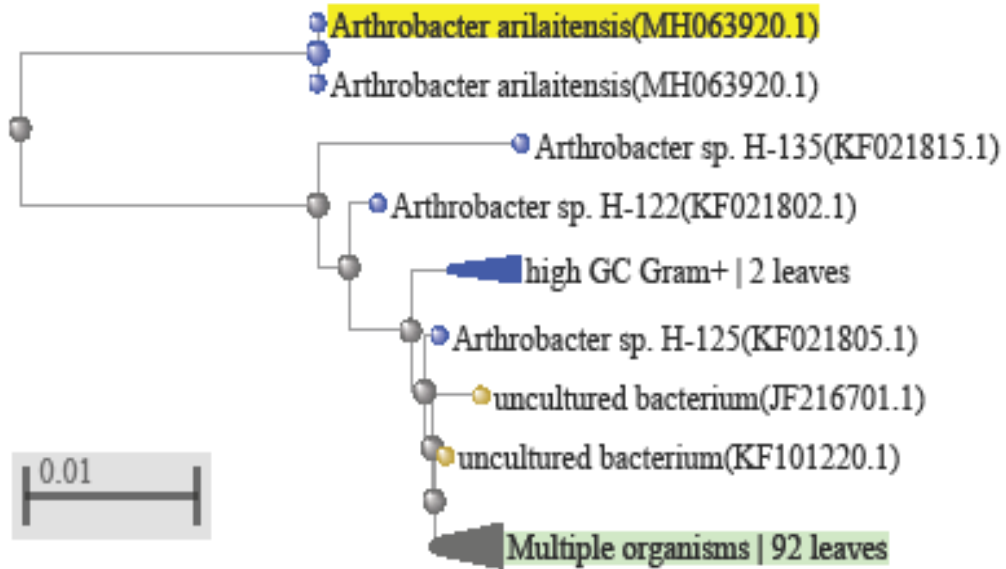 Arthrobacter arilaitensis(MH063920.1)
Arthrobacter arilaitensis(MH063920.1)
Arthrobacter sp. H-135(KF021815.1)
Arthrobacter sp. H-122(KF021802.1)
high GC Gram+ | 2 leaves
Arthrobacter sp. H-125(KF021805.1)
uncultured bacterium(JF216701.1)
uncultured bacterium(KF101220.1)
0.01
Multiple organisms | 92 leaves